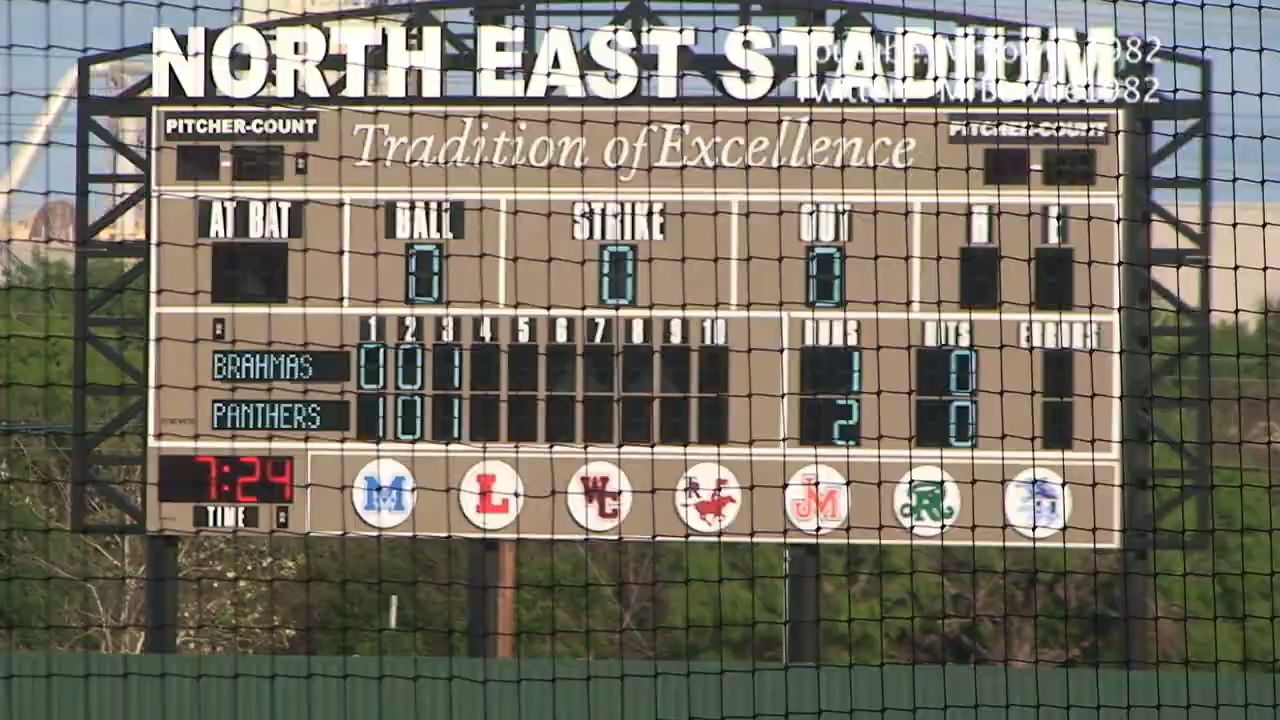 NORTH EAST STADIUM
PITCHER-COUNT
Tradition of Excellence
PITCHER-COUNT
AT BAT BALL STRIKE OUT H E
0 0 0
1 2 3 4 5 6 7 8 9 10 RUNS HITS ERRORS
BRAHMAS 0 0 1 1 0
PANTHERS 1 0 1 2 0
7:24
TIME
M L WC R JM R